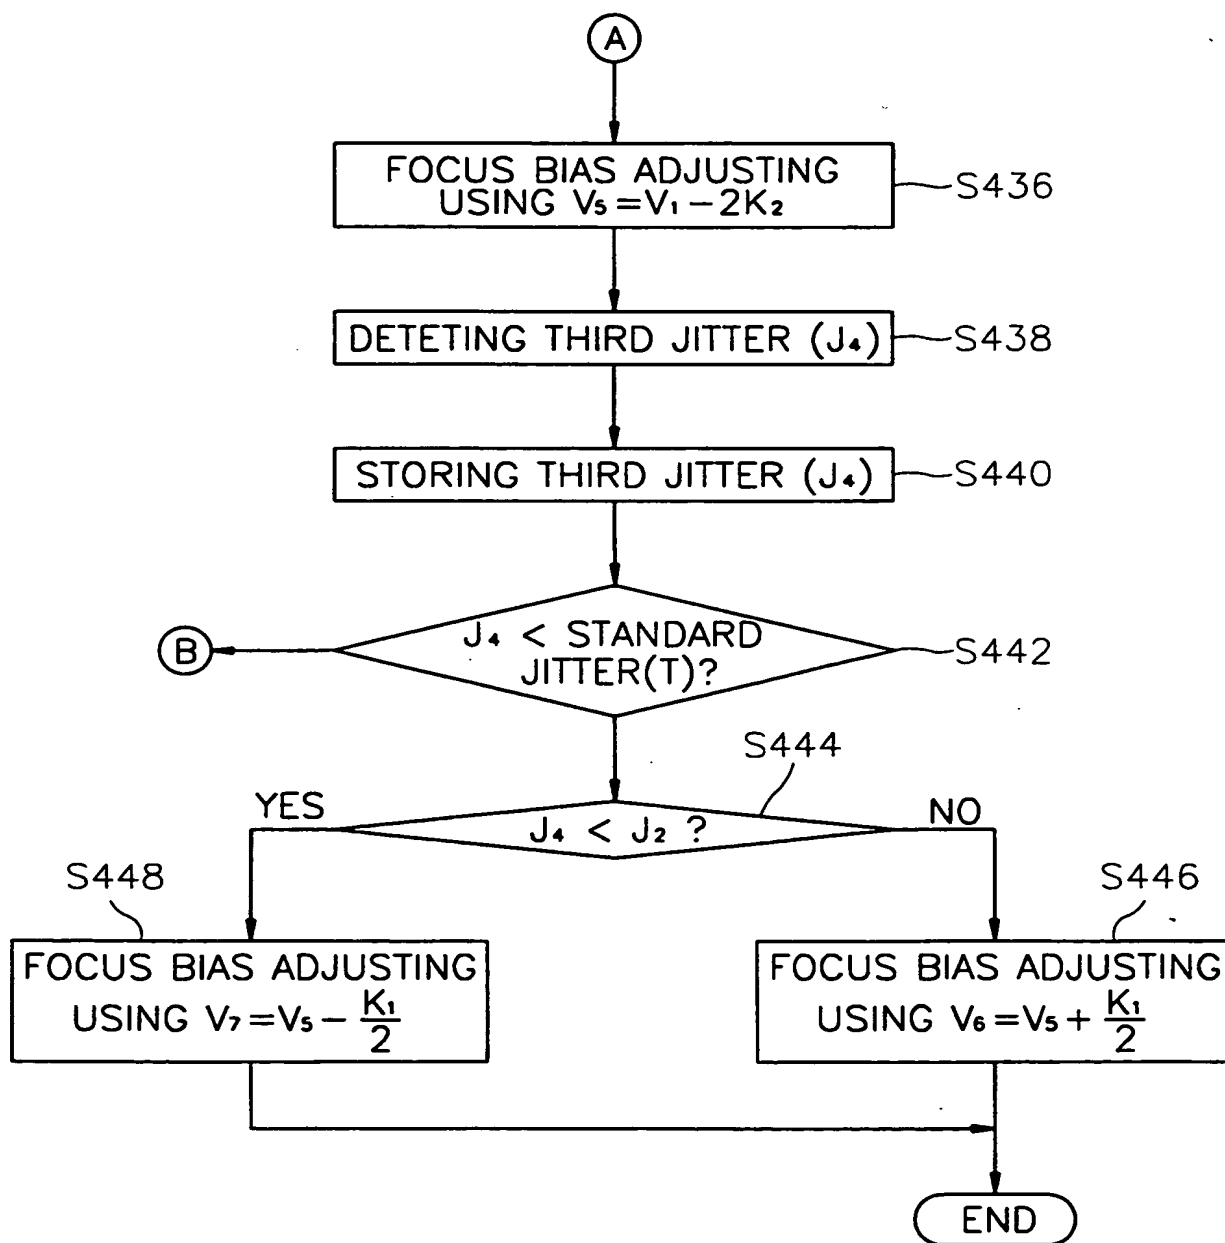 A
FOCUS BIAS ADJUSTING
USING V₅=V₁-2K₂
S436
DETETING THIRD JITTER (J₄)
S438
STORING THIRD JITTER (J₄)
S440
J₄ < STANDARD
JITTER(T)?
S442
B
S444
YES
J₄ < J₂ ?
NO
S448
S446
FOCUS BIAS ADJUSTING
USING V₇=V₅-K₁/2
FOCUS BIAS ADJUSTING
USING V₆=V₅+K₁/2
END